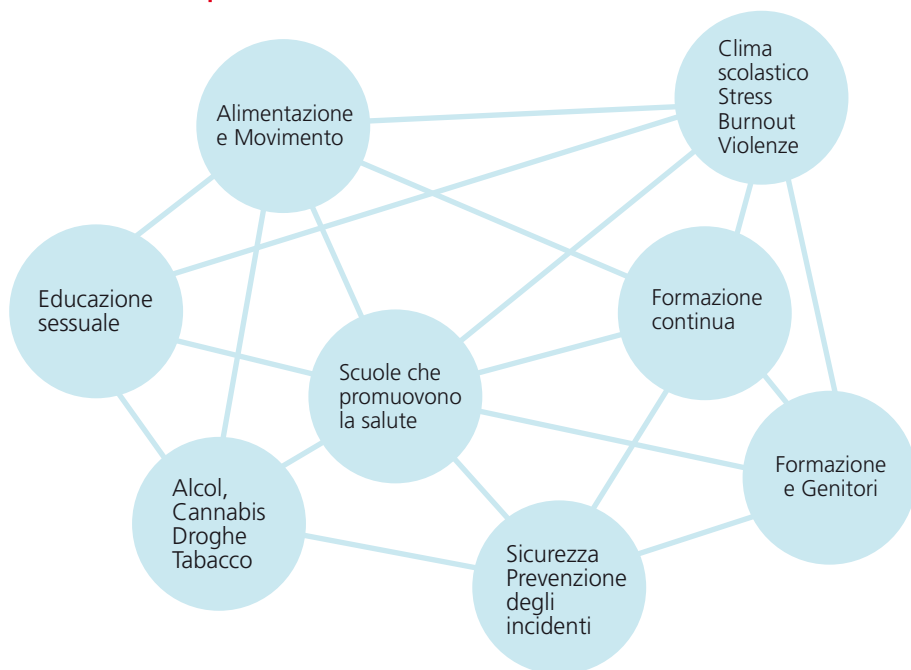 Clima
scolastico
Stress
Burnout
Violenze
Alimentazione
e Movimento
Educazione
sessuale
Formazione
continua
Scuole che
promuovono
la salute
Formazione
e Genitori
Alcol,
Cannabis
Droghe
Tabacco
Sicurezza
Prevenzione
degli
incidenti